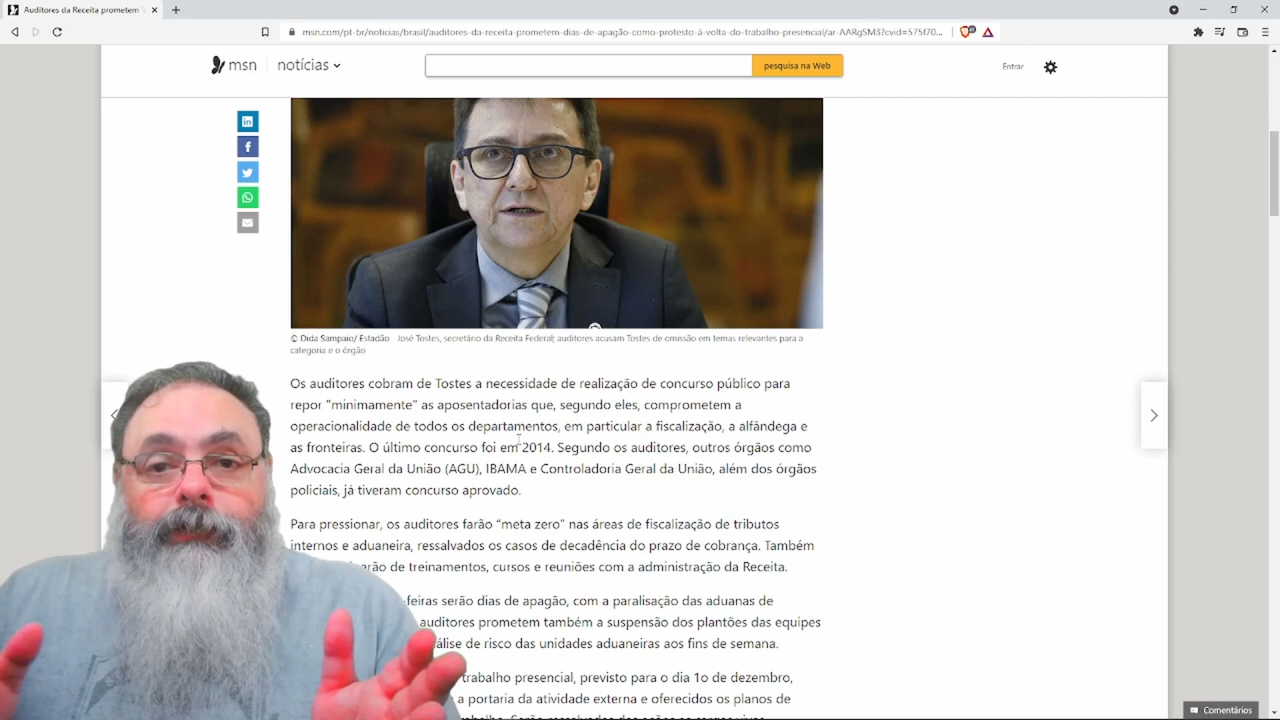 Auditores da Receita prometem
msn.com/pt-br/noticias/brasil/auditores-da-receita-prometem-dias-de-apagão-como-protesto-à-volta-do-trabalho-presencial/ar-AARgSM3?cvid=575f70...
msn notícias
pesquisa na Web
Entrar
© Dida Sampaio/ Estadão José Tostes, secretário da Receita Federal; auditores acusam Tostes de omissão em temas relevantes para a
categoria e o órgão
Os auditores cobram de Tostes a necessidade de realização de concurso público para
repor "minimamente" as aposentadorias que, segundo eles, comprometem a
operacionalidade de todos os departamentos, em particular a fiscalização, a alfândega e
as fronteiras. O último concurso foi em 2014. Segundo os auditores, outros órgãos como
Advocacia Geral da União (AGU), IBAMA e Controladoria Geral da União, além dos órgãos
policiais, já tiveram concurso aprovado.
Para pressionar, os auditores farão “meta zero” nas áreas de fiscalização de tributos
internos e aduaneira, ressalvados os casos de decadência do prazo de cobrança. Também
de treinamentos, cursos e reuniões com a administração da Receita.
-feiras serão dias de apagão, com a paralisação das aduanas de
auditores prometem também a suspensão dos plantões das equipes
de risco das unidades aduaneiras aos fins de semana.
trabalho presencial, previsto para o dia 1o de dezembro,
a portaria da atividade externa e oferecidos os planos de
Comentários